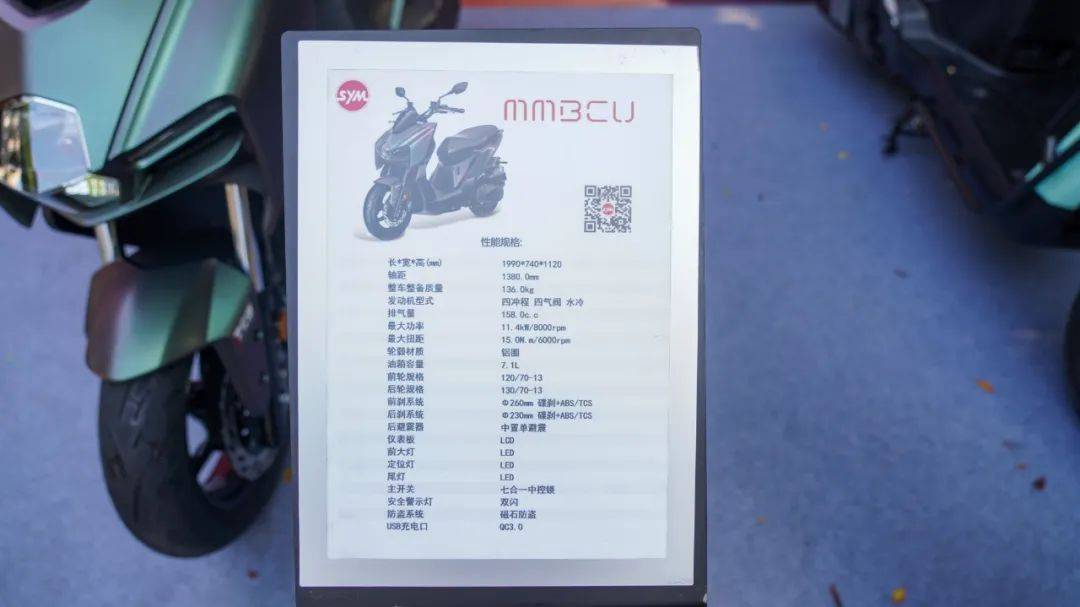 SYM
MMBCU
SYM
性能规格:
长*宽*高(mm) 1990*740*1120
轴距 1380.0mm
整车整备质量 136.0kg
发动机型式 四冲程 四气阀 水冷
排气量 158.0c.c
最大功率 11.4kW/8000rpm
最大扭距 15.0N.m/6000rpm
轮毂材质 铝圈
油箱容量 7.1L
前轮规格 120/70-13
后轮规格 130/70-13
前刹系统 Φ260mm 碟刹+ABS/TCS
后刹系统 Φ230mm 碟刹+ABS/TCS
后避震器 中置单避震
仪表板 LCD
前大灯 LED
定位灯 LED
尾灯 LED
主开关 七合一中控锁
安全警示灯 双闪
防盗系统 磁石防盗
USB充电口 QC3.0